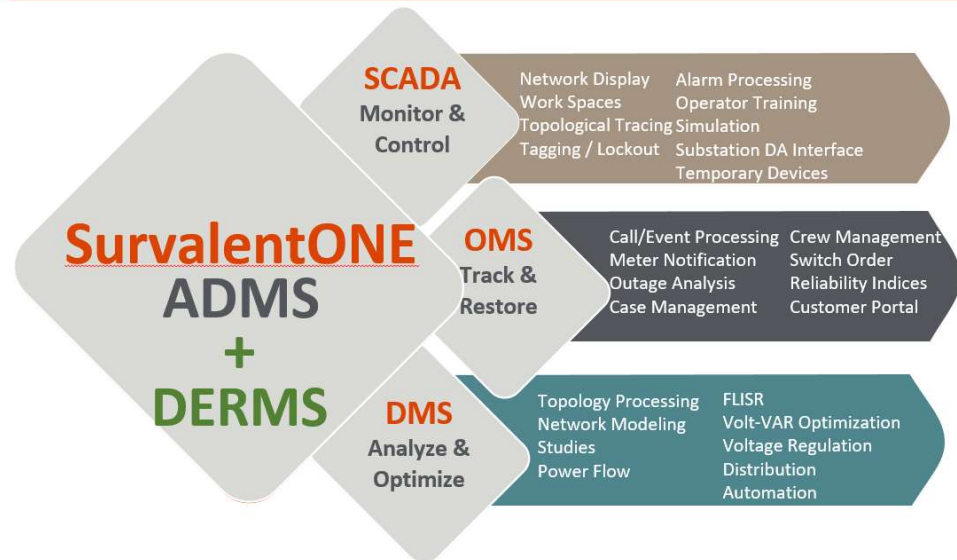 SurvalentONE
ADMS
+
DERMS
SCADA
Monitor &
Control
Network Display
Work Spaces
Topological Tracing
Tagging / Lockout
Alarm Processing
Operator Training
Simulation
Substation DA Interface
Temporary Devices
OMS
Track &
Restore
Call/Event Processing
Meter Notification
Outage Analysis
Case Management
Crew Management
Switch Order
Reliability Indices
Customer Portal
DMS
Analyze &
Optimize
Topology Processing
Network Modeling
Studies
Power Flow
FLISR
Volt-VAR Optimization
Voltage Regulation
Distribution
Automation